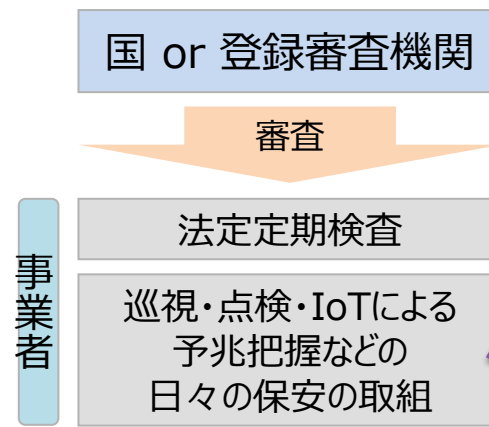 国 or 登録審査機関
審査
事業者
法定定期検査
巡視・点検・IoTによる
予兆把握などの
日々の保安の取組